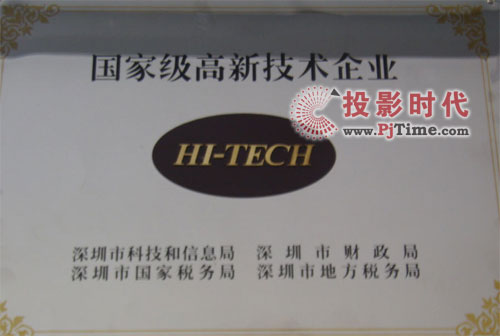 国家级高新技术企业
投影时代
www.PjTime.com
HI-TECH
深圳市科技和信息局 深圳市财政局
深圳市国家税务局 深圳市地方税务局